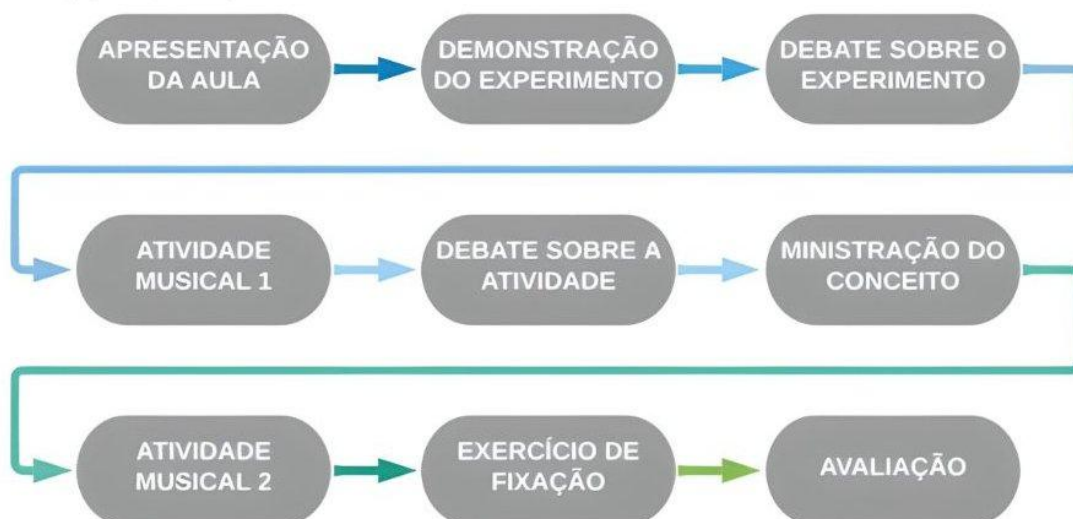 APRESENTAÇÃO
DA AULA
DEMONSTRAÇÃO
DO EXPERIMENTO
DEBATE SOBRE O
EXPERIMENTO
ATIVIDADE
MUSICAL 1
DEBATE SOBRE A
ATIVIDADE
MINISTRAÇÃO DO
CONCEITO
ATIVIDADE
MUSICAL 2
EXERCÍCIO DE
FIXAÇÃO
AVALIAÇÃO